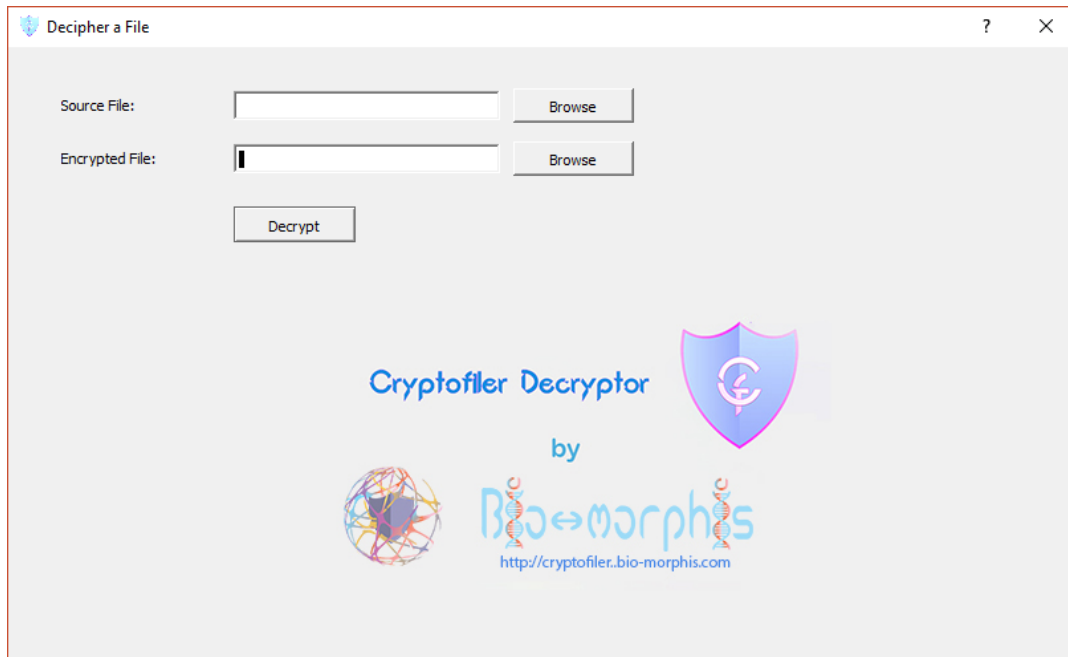 Decipher a File ?
Source File: Browse
Encrypted File: Browse
Decrypt
Cryptofiler Decryptor
by
Bio↔morphis
http://cryptofiler..bio-morphis.com